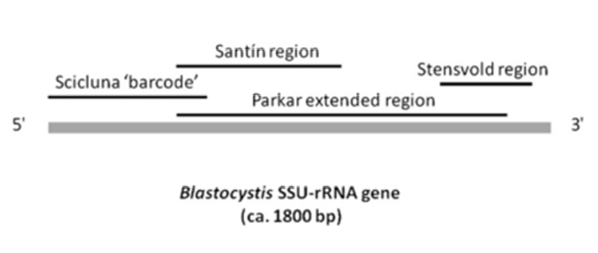 Santín region
Stensvold region
Scicluna ‘barcode’
Parkar extended region
5'
3'
Blastocystis SSU-rRNA gene
(ca. 1800 bp)